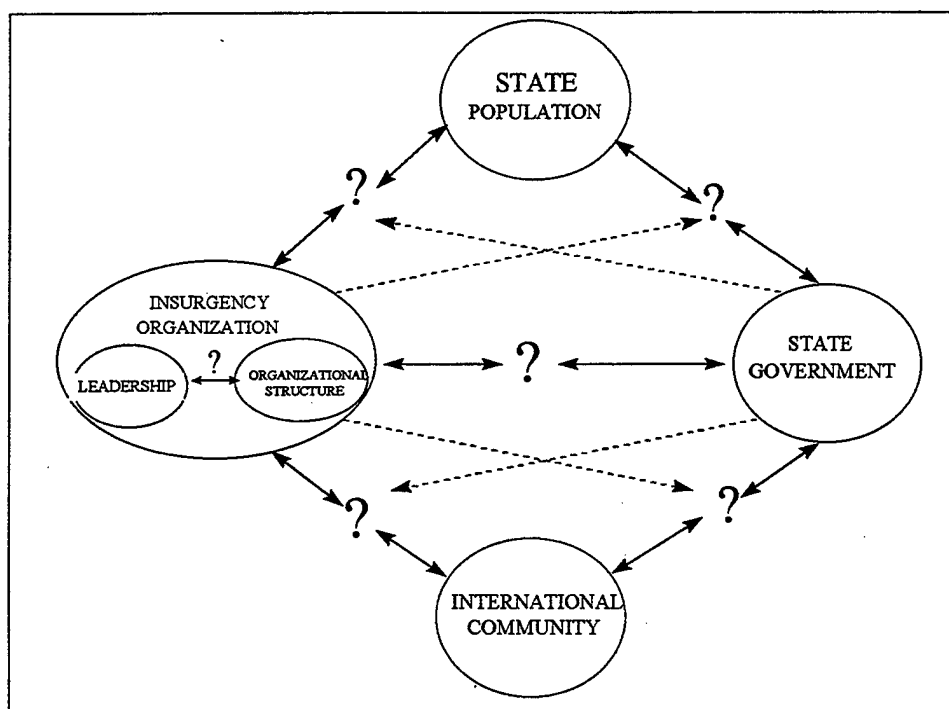 STATE
POPULATION
?
?
INSURGENCY
ORGANIZATION
?
LEADERSHIP
ORGANIZATIONAL
STRUCTURE
?
STATE
GOVERNMENT
?
?
INTERNATIONAL
COMMUNITY